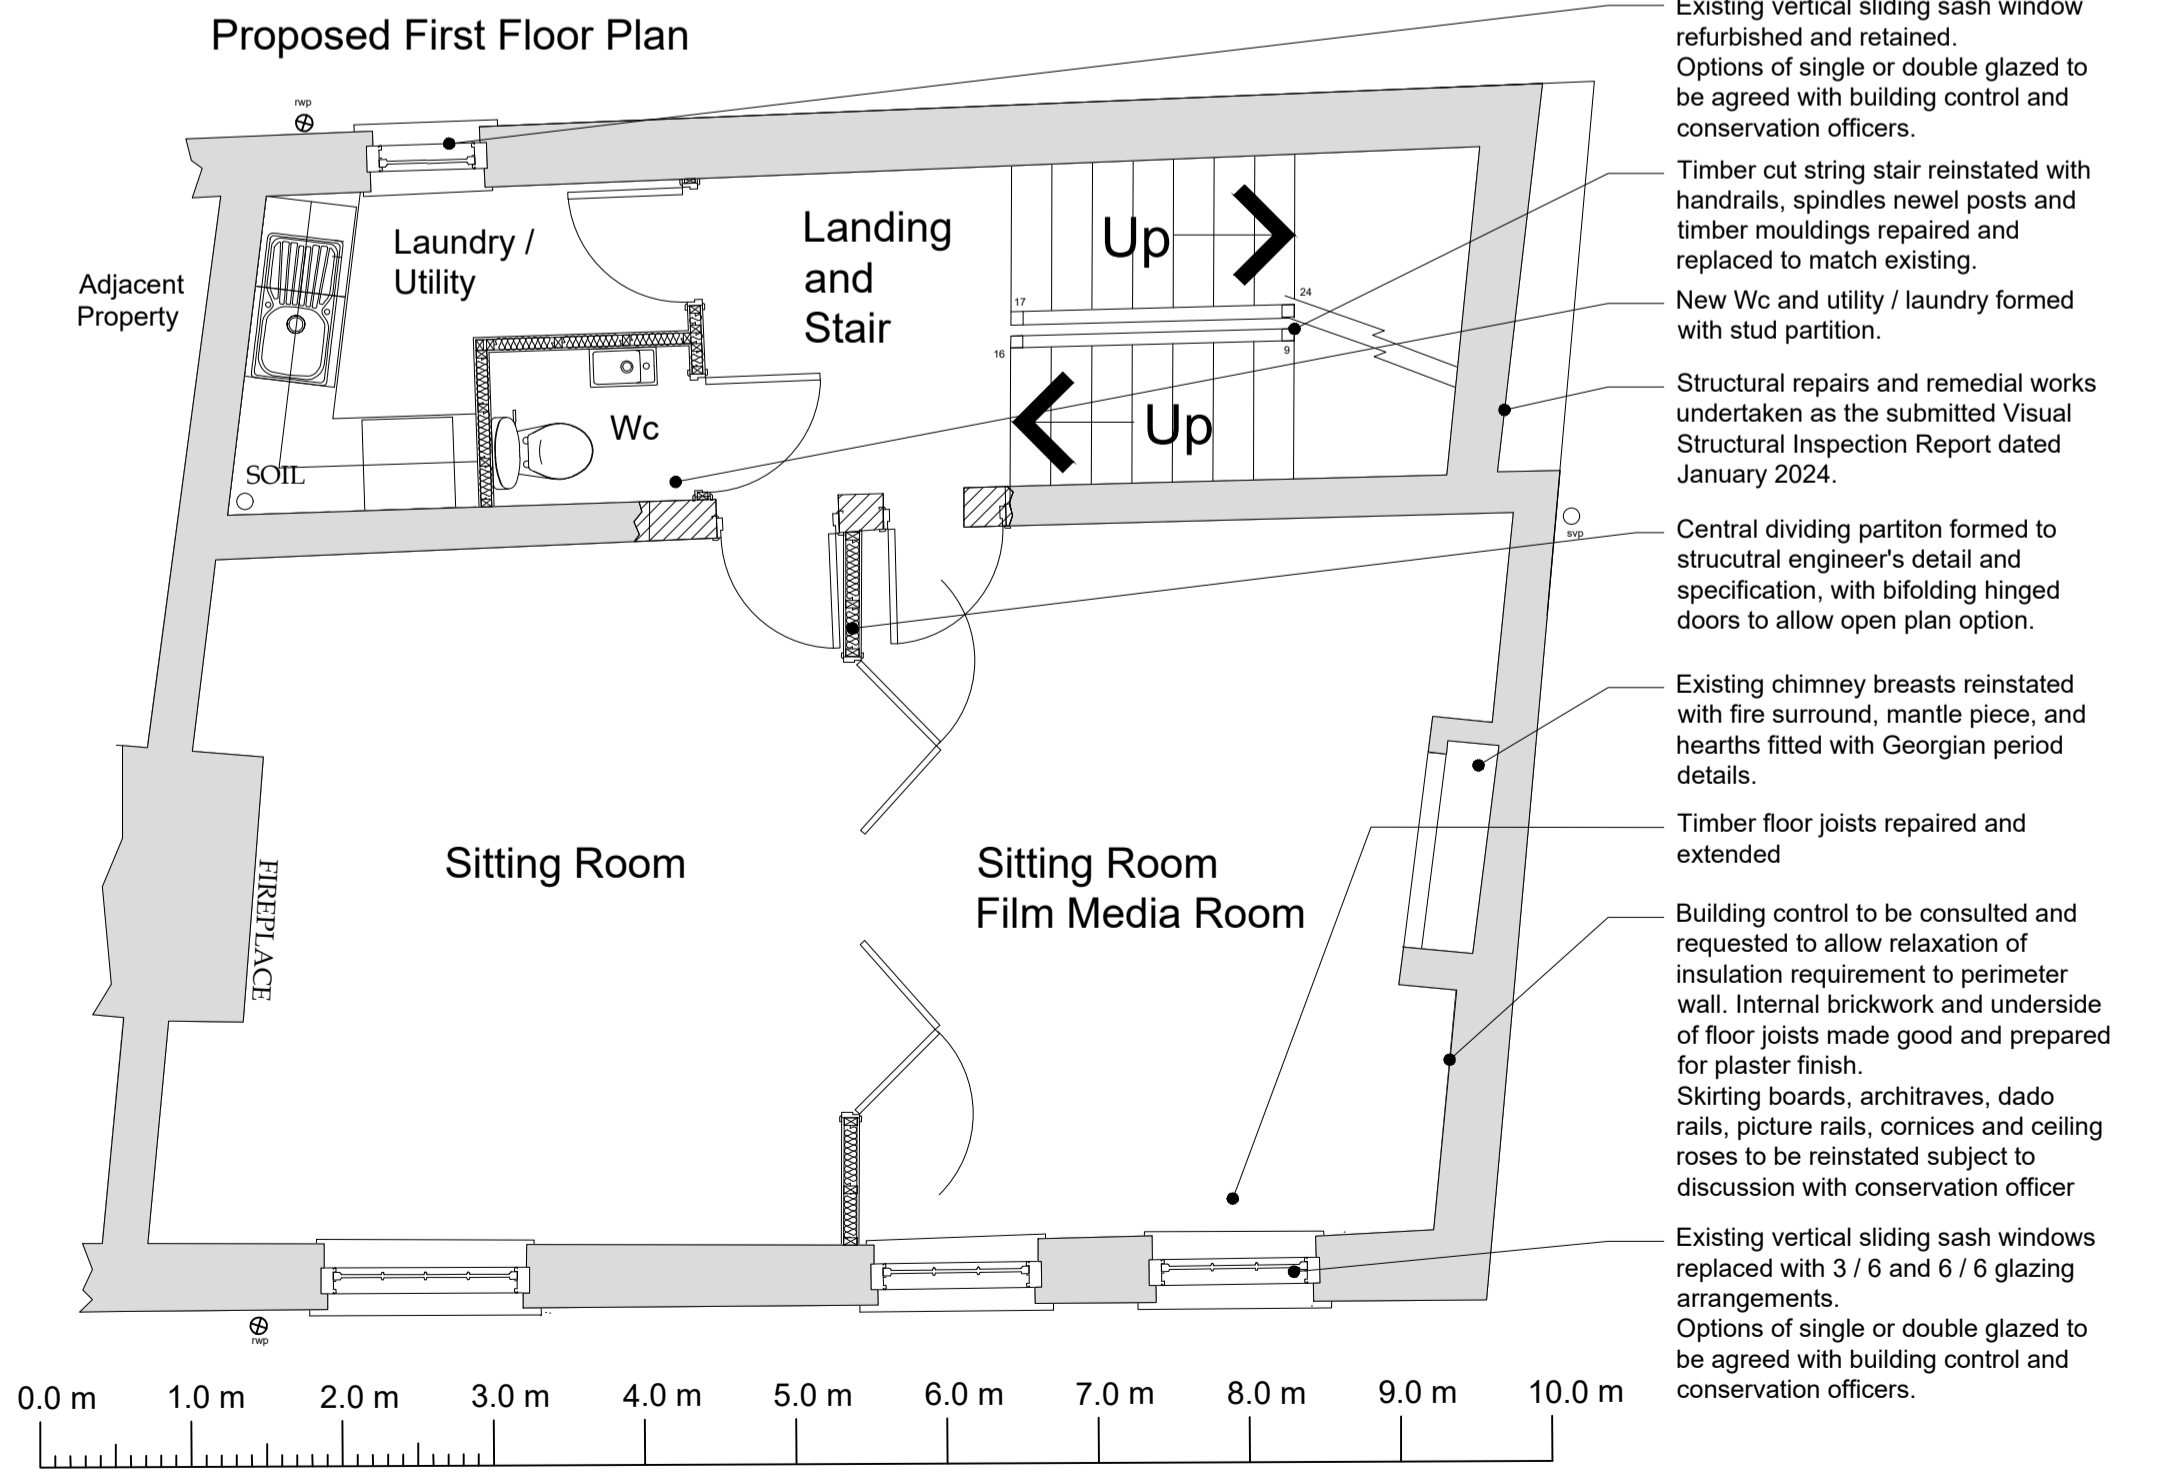 Proposed First Floor Plan
Existing vertical sliding sash window
refurbished and retained.
Options of single or double glazed to
be agreed with building control and
conservation officers.
Timber cut string stair reinstated with
handrails, spindles newel posts and
timber mouldings repaired and
replaced to match existing.
New Wc and utility / laundry formed
with stud partition.
Structural repairs and remedial works
undertaken as the submitted Visual
Structural Inspection Report dated
January 2024.
Central dividing partiton formed to
strucutral engineer's detail and
specification, with bifolding hinged
doors to allow open plan option.
Existing chimney breasts reinstated
with fire surround, mantle piece, and
hearths fitted with Georgian period
details.
Timber floor joists repaired and
extended
Building control to be consulted and
requested to allow relaxation of
insulation requirement to perimeter
wall. Internal brickwork and underside
of floor joists made good and prepared
for plaster finish.
Skirting boards, architraves, dado
rails, picture rails, cornices and ceiling
roses to be reinstated subject to
discussion with conservation officer
Existing vertical sliding sash windows
replaced with 3 / 6 and 6 / 6 glazing
arrangements.
Options of single or double glazed to
be agreed with building control and
conservation officers.
rwp
Adjacent
Property
Laundry /
Utility
Landing
and
Stair
Up
17
24
16
9
Up
Wc
SOIL
svp
FIREPLACE
Sitting Room
Sitting Room
Film Media Room
rwp
0.0 m 1.0 m 2.0 m 3.0 m 4.0 m 5.0 m 6.0 m 7.0 m 8.0 m 9.0 m 10.0 m